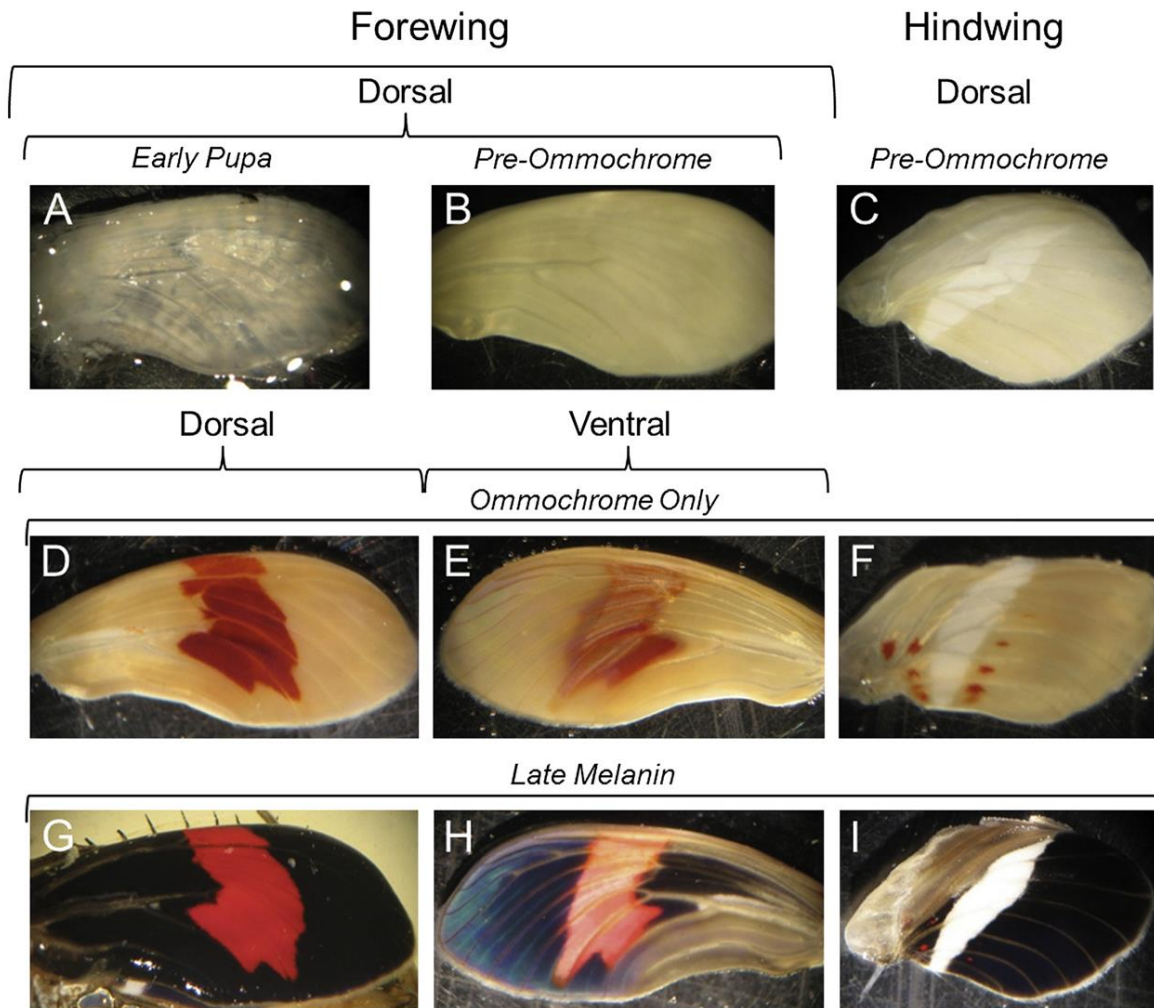 Forewing
Hindwing
Dorsal
Dorsal
Early Pupa
Pre-Ommochrome
Pre-Ommochrome
A
B
C
Dorsal
Ventral
Ommochrome Only
D
E
F
Late Melanin
G
H
I